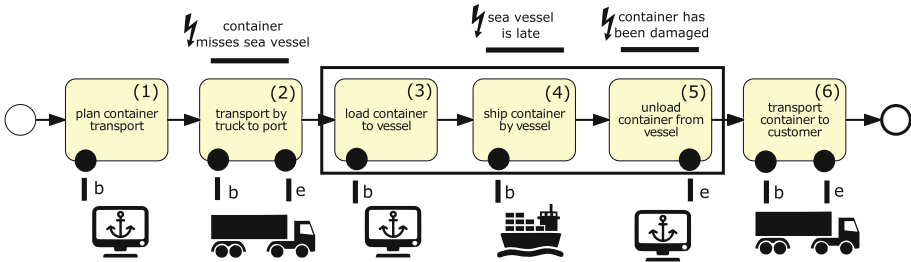 container
misses sea vessel
sea vessel
is late
container has
been damaged
(1)
plan container
transport
(2)
transport by
truck to port
(3)
load container
to vessel
(4)
ship container
by vessel
(5)
unload
container from
vessel
(6)
transport
container to
customer
b
b
e
b
b
e
b
e